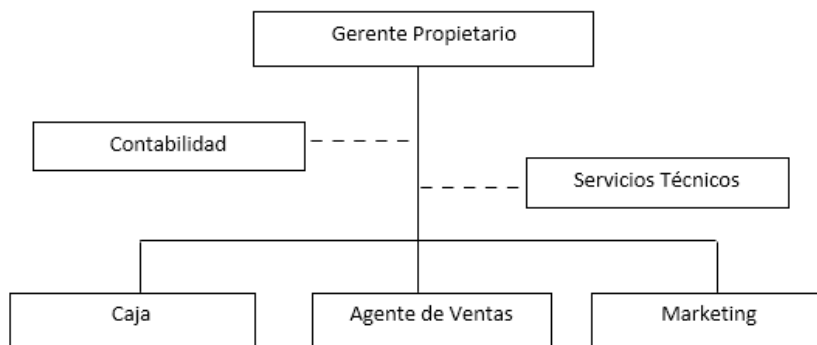 Gerente Propietario
Contabilidad
Servicios Técnicos
Caja
Agente de Ventas
Marketing